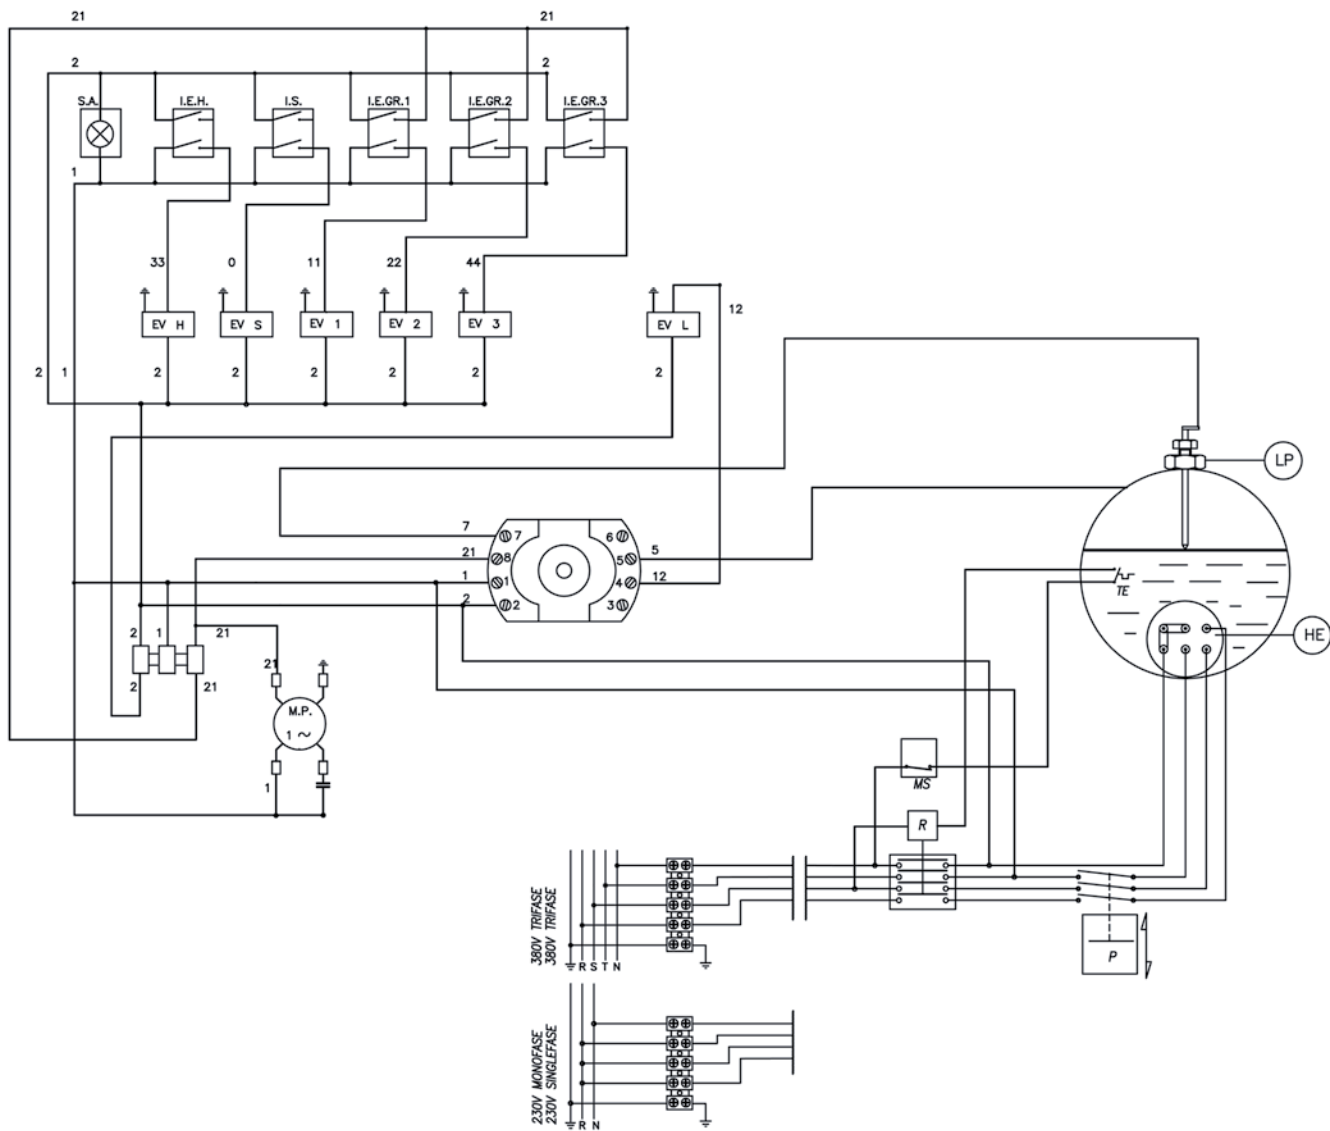 21 21
2 2
S.A. I.E.H. I.S. I.E.GR.1 I.E.GR.2 I.E.GR.3
1
33 0 11 22 44
12
EV H EV S EV 1 EV 2 EV 3 EV L
2 1 2 2 2 2 2 2
LP
7 7 6
21 8 5 5
1 1 4 12
2 2 3
TE
2 1 21
HE
21
2 21
M.P.
1 ~
1
MS
R
380V TRIFASE
380V TRIFASE
P
R S T N
230V MONOFASE
230V SINGLEFASE
R N